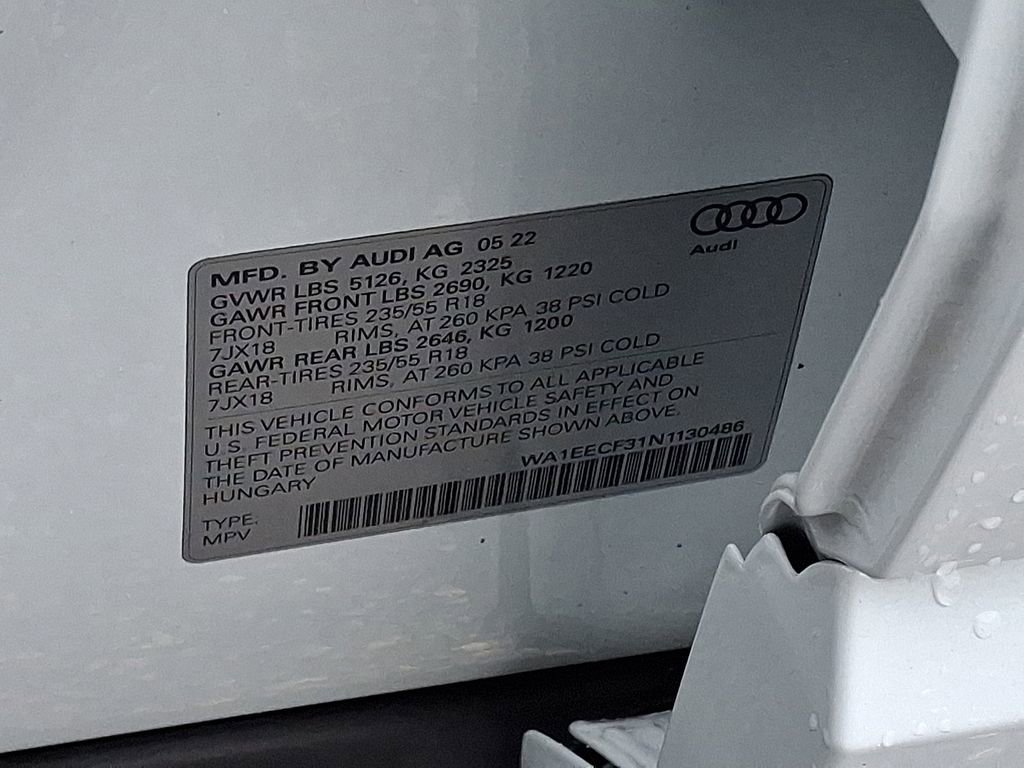 Audi
MFD. BY AUDI AG 05 22
GVWR LBS 5126, KG 2325
GAWR FRONT LBS 2690, KG 1220
FRONT-TIRES 235/55 R18
7JX18 RIMS, AT 260 KPA 38 PSI COLD
GAWR REAR LBS 2646, KG 1200
REAR-TIRES 235/55 R18
7JX18 RIMS, AT 260 KPA 38 PSI COLD
THIS VEHICLE CONFORMS TO ALL APPLICABLE
U.S. FEDERAL MOTOR VEHICLE SAFETY AND
THEFT PREVENTION STANDARDS IN EFFECT ON
THE DATE OF MANUFACTURE SHOWN ABOVE.
HUNGARY WA1EECF31N1130486
TYPE:
MPV